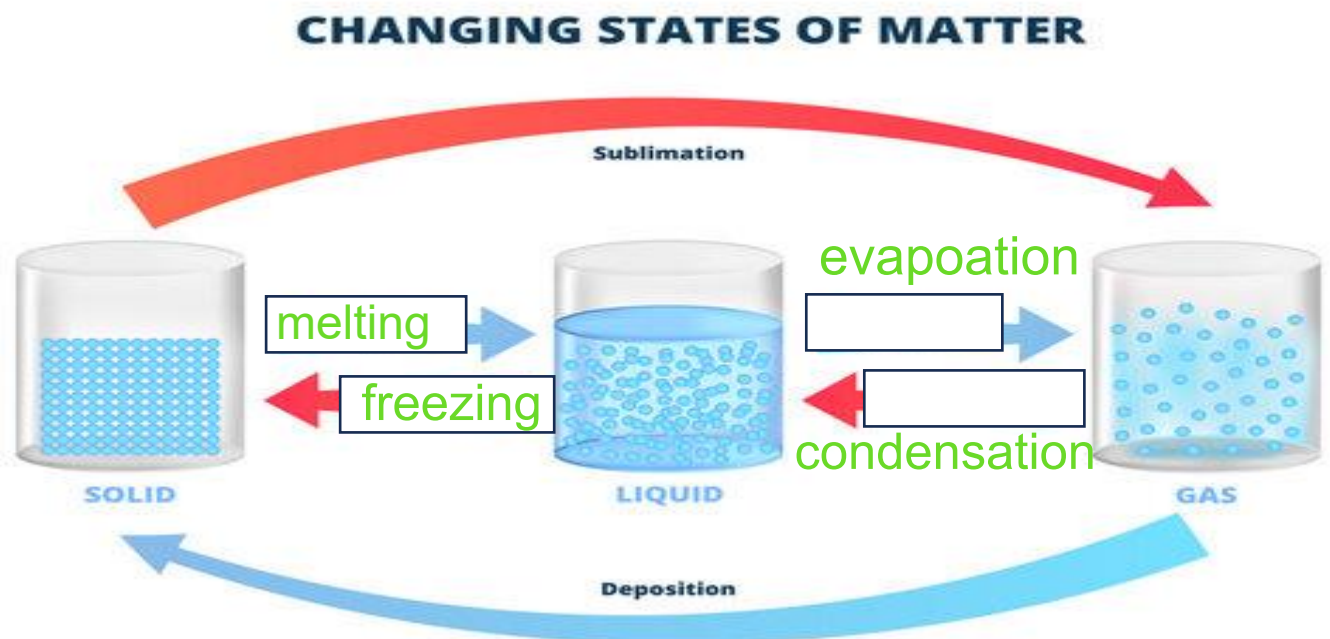 CHANGING STATES OF MATTER
Sublimation
evapoation
melting
freezing
condensation
SOLID
LIQUID
GAS
Deposition